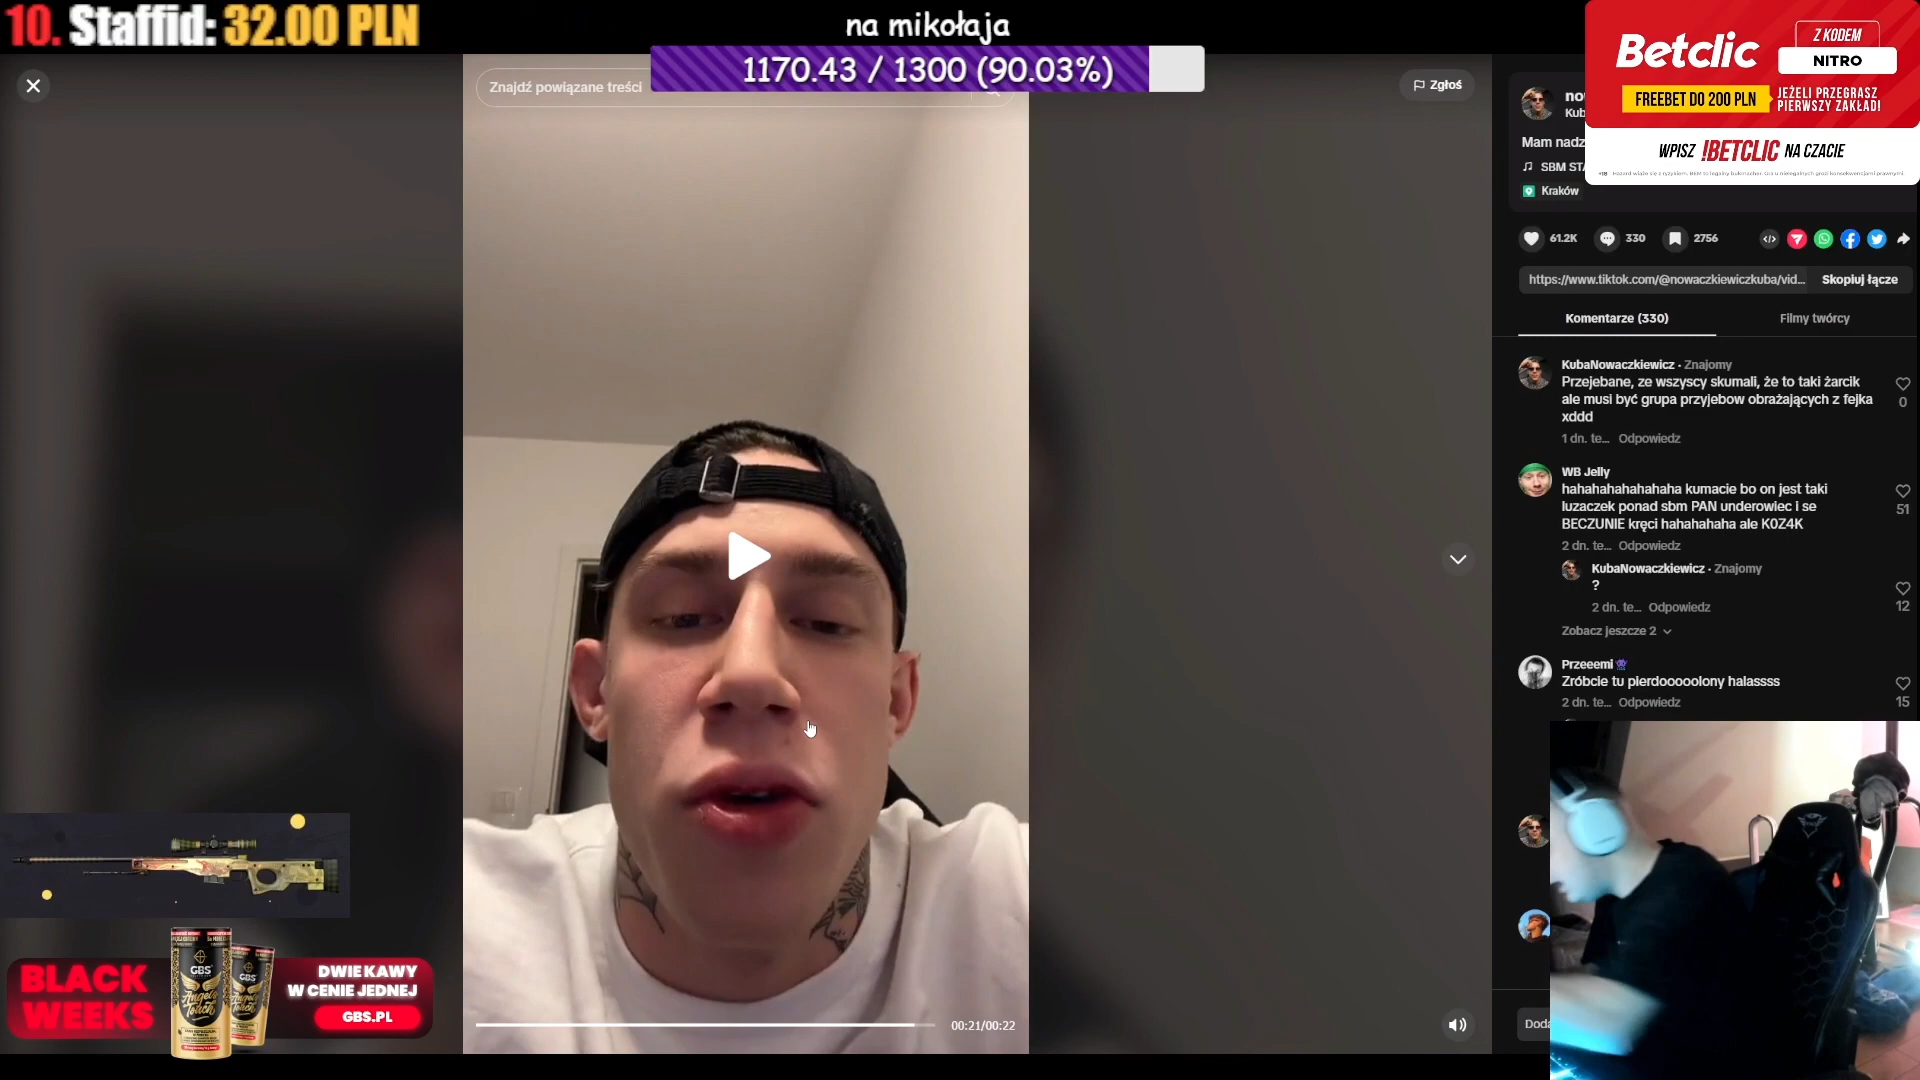 10. Staffid: 32.00 PLN
na mikołaja
1170.43 / 1300 (90.03%)
Znajdź powiązane treści
Zgłoś
Betclic
Z KODEM
NITRO
FREEBET DO 200 PLN
JEŻELI PRZEGRASZ
PIERWSZY ZAKŁAD!
WPISZ !BETCLIC NA CZACIE
Mam nadz
SBM STA
Kraków
61.2K
330
2756
https://www.tiktok.com/@nowaczkiewiczkuba/vid...
Skopiuj łącze
Komentarze (330)
Filmy twórcy
KubaNowaczkiewicz · Znajomy
Przejebane, ze wszyscy skumali, że to taki żarcik
ale musi być grupa przyjebow obrażających z fejka
xddd
0
1 dn. te... Odpowiedz
WB Jelly
hahahahahahahaha kumacie bo on jest taki
luzaczek ponad sbm PAN underowiec i se
BECZUNIE kręci hahahahaha ale K0Z4K
51
2 dn. te... Odpowiedz
KubaNowaczkiewicz · Znajomy
?
12
2 dn. te... Odpowiedz
Zobacz jeszcze 2
Przeeemi
Zróbcie tu pierdooooolony halassss
15
2 dn. te... Odpowiedz
Doda
00:21/00:22
BLACK
WEEKS
GBS
Angel's
Touch
DWIE KAWY
W CENIE JEDNEJ
GBS.PL